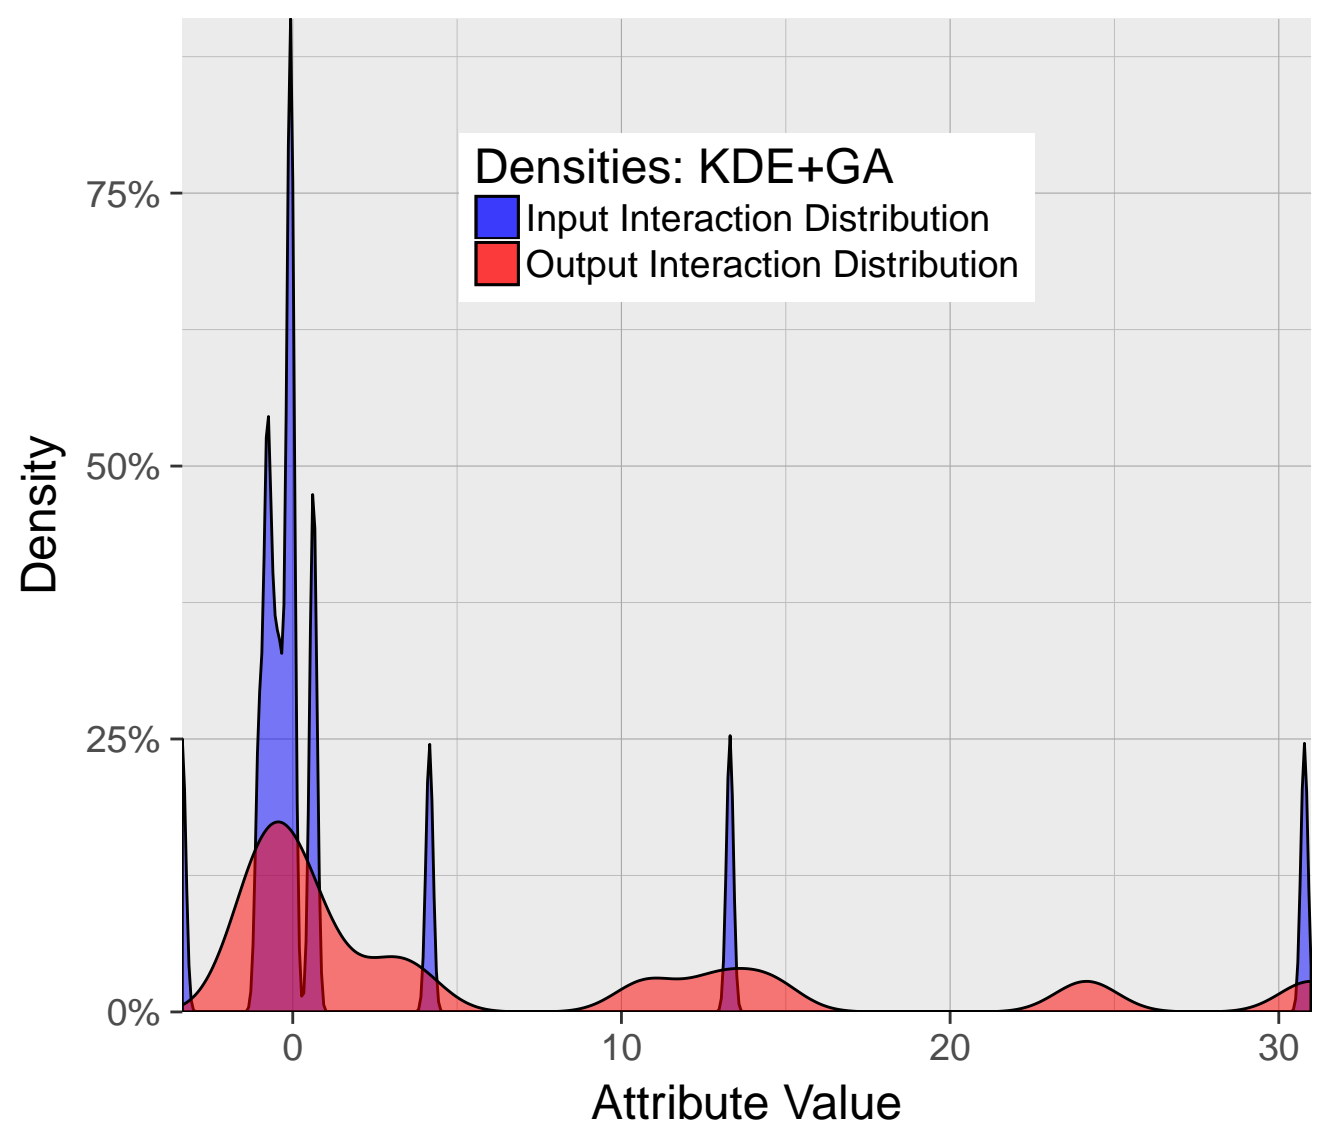 Densities: KDE+GA
Input Interaction Distribution
Output Interaction Distribution
75%
50%
25%
0%
Density
0 10 20 30
Attribute Value